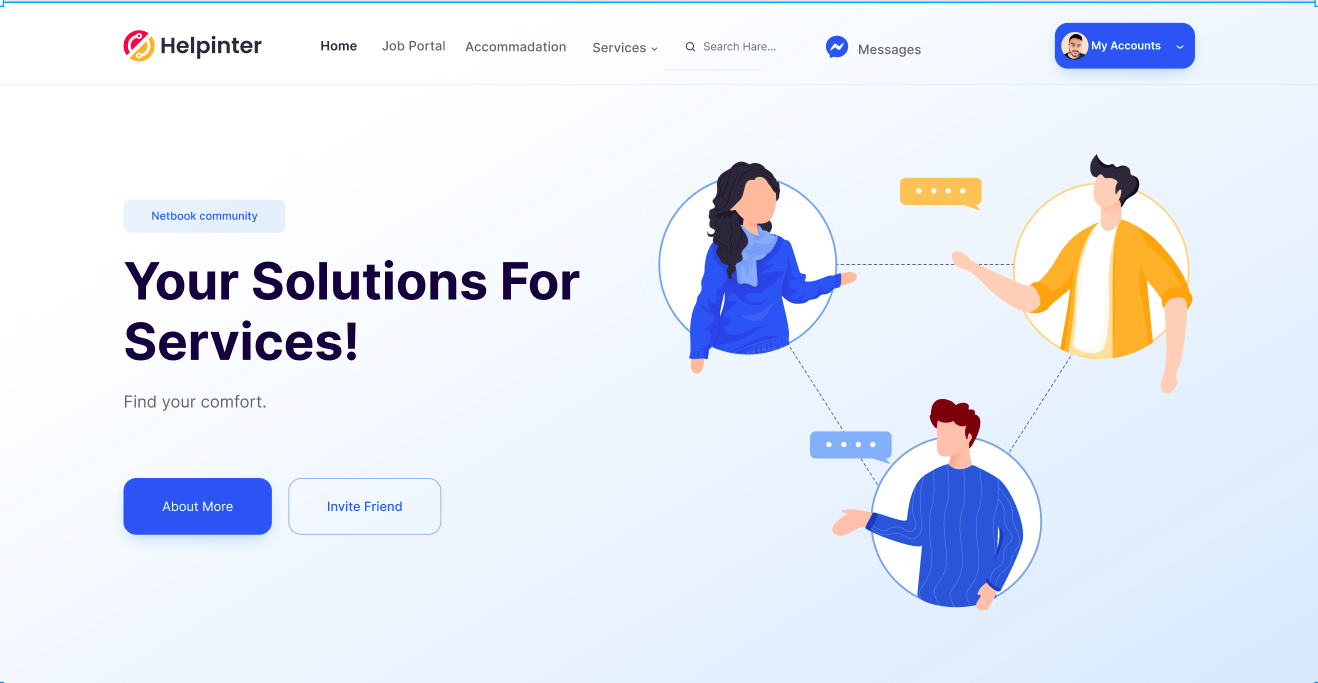 Helpinter
Home
Job Portal
Accommadation
Services
Search Hare...
Messages
My Accounts
Netbook community
Your Solutions For
Services!
Find your comfort.
About More
Invite Friend